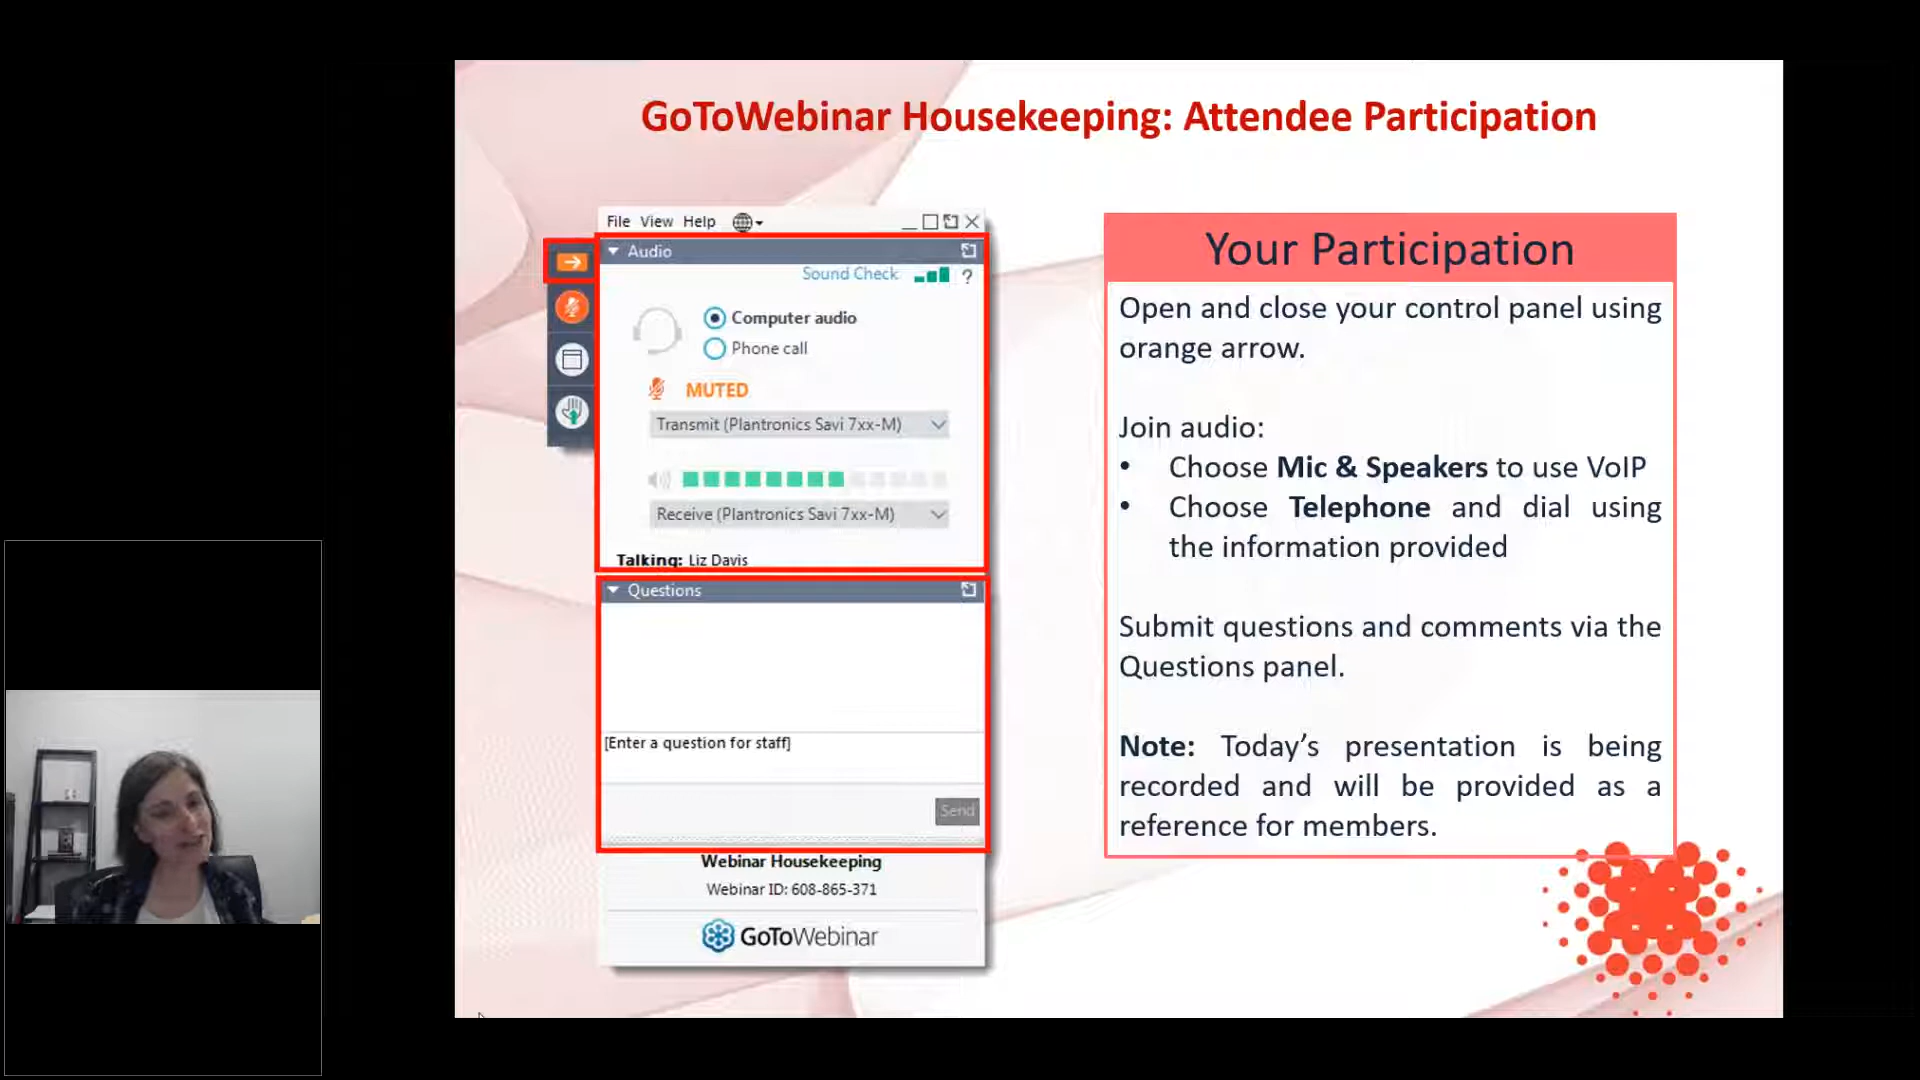 GoToWebinar Housekeeping: Attendee Participation
File View Help
Audio
Sound Check ?
Computer audio
Phone call
MUTED
Transmit (Plantronics Savi 7xx-M)
Receive (Plantronics Savi 7xx-M)
Talking: Liz Davis
Questions
[Enter a question for staff]
Send
Webinar Housekeeping
Webinar ID: 608-865-371
GoToWebinar
Your Participation
Open and close your control panel using
orange arrow.
Join audio:
• Choose Mic & Speakers to use VoIP
• Choose Telephone and dial using
the information provided
Submit questions and comments via the
Questions panel.
Note: Today’s presentation is being
recorded and will be provided as a
reference for members.